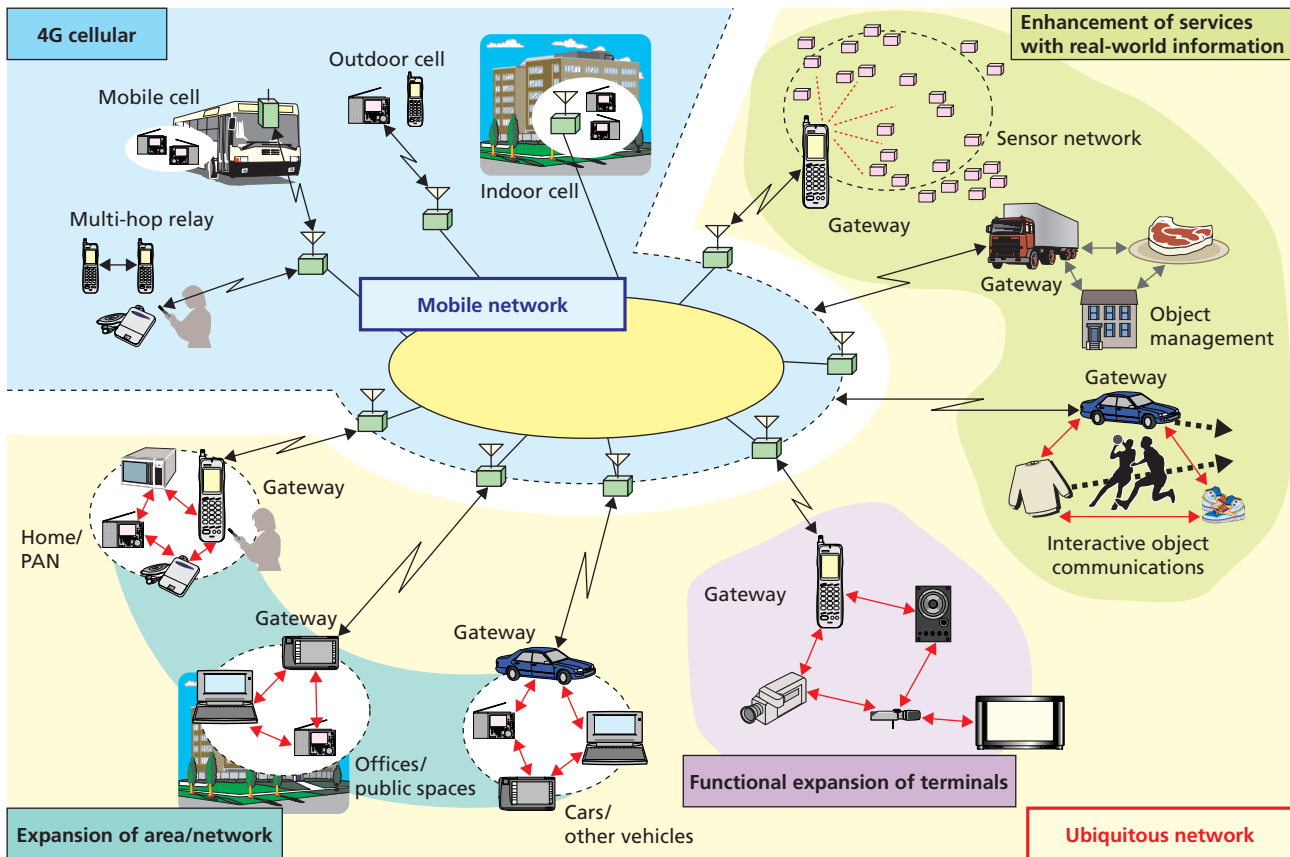 4G cellular
Enhancement of services
with real-world information
Outdoor cell
Mobile cell
Sensor network
Indoor cell
Multi-hop relay
Gateway
Gateway
Mobile network
Object
management
Gateway
Gateway
Home/
PAN
Interactive object
communications
Gateway
Gateway
Gateway
Offices/
public spaces
Functional expansion of terminals
Cars/
other vehicles
Expansion of area/network
Ubiquitous network